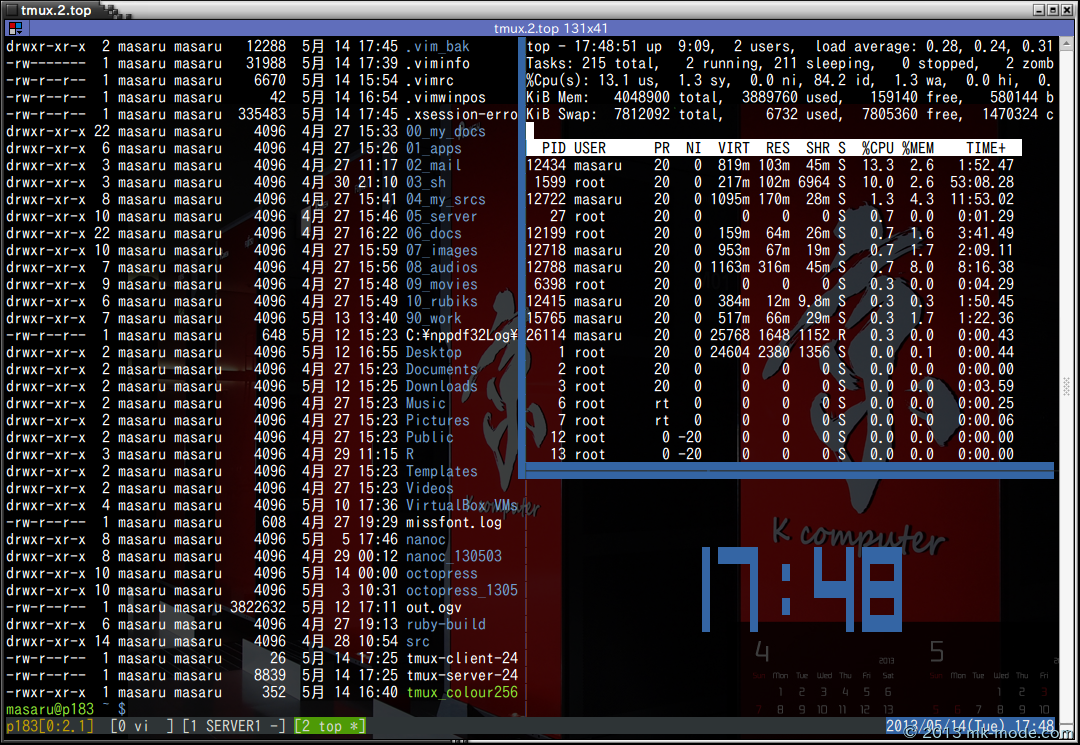 tmux.2.top
tmux.2.top 131x41
drwxr-xr-x 2 masaru masaru 12288 5月 14 17:45 .vim_bak
-rw------- 1 masaru masaru 31988 5月 14 17:39 .viminfo
-rw-r--r-- 1 masaru masaru 6670 5月 14 15:54 .vimrc
-rw-r--r-- 1 masaru masaru 42 5月 14 16:54 .vimwinpos
-rw-r--r-- 1 masaru masaru 335483 5月 14 17:45 .xsession-erro
drwxr-xr-x 22 masaru masaru 4096 4月 27 15:33 00_my_docs
drwxr-xr-x 6 masaru masaru 4096 4月 27 15:26 01_apps
drwxr-xr-x 3 masaru masaru 4096 4月 27 11:17 02_mail
drwxr-xr-x 3 masaru masaru 4096 4月 30 21:10 03_sh
drwxr-xr-x 8 masaru masaru 4096 4月 27 15:41 04_my_srcs
drwxr-xr-x 10 masaru masaru 4096 4月 27 15:46 05_server
drwxr-xr-x 22 masaru masaru 4096 4月 27 16:22 06_docs
drwxr-xr-x 10 masaru masaru 4096 4月 27 15:59 07_images
drwxr-xr-x 7 masaru masaru 4096 4月 27 15:56 08_audios
drwxr-xr-x 9 masaru masaru 4096 4月 27 15:48 09_movies
drwxr-xr-x 6 masaru masaru 4096 4月 27 15:49 10_rubiks
drwxr-xr-x 7 masaru masaru 4096 5月 13 13:40 90_work
-rw-r--r-- 1 masaru masaru 648 5月 12 15:23 C:¥nppdf32Log¥
drwxr-xr-x 2 masaru masaru 4096 5月 12 16:55 Desktop
drwxr-xr-x 2 masaru masaru 4096 4月 27 15:23 Documents
drwxr-xr-x 2 masaru masaru 4096 5月 12 15:25 Downloads
drwxr-xr-x 2 masaru masaru 4096 4月 27 15:23 Music
drwxr-xr-x 2 masaru masaru 4096 4月 27 15:23 Pictures
drwxr-xr-x 2 masaru masaru 4096 4月 27 15:23 Public
drwxr-xr-x 3 masaru masaru 4096 4月 29 11:15 R
drwxr-xr-x 2 masaru masaru 4096 4月 27 15:23 Templates
drwxr-xr-x 2 masaru masaru 4096 4月 27 15:23 Videos
drwxr-xr-x 4 masaru masaru 4096 5月 10 17:36 VirtualBox VMs
-rw-r--r-- 1 masaru masaru 608 4月 27 19:29 missfont.log
drwxr-xr-x 8 masaru masaru 4096 5月 5 17:46 nanoc
drwxr-xr-x 8 masaru masaru 4096 4月 29 00:12 nanoc_130503
drwxr-xr-x 10 masaru masaru 4096 5月 14 00:00 octopress
drwxr-xr-x 10 masaru masaru 4096 5月 3 10:31 octopress_1305
-rw-r--r-- 1 masaru masaru 3822632 5月 12 17:11 out.ogv
drwxr-xr-x 6 masaru masaru 4096 4月 27 19:13 ruby-build
drwxr-xr-x 14 masaru masaru 4096 4月 28 10:54 src
-rw-r--r-- 1 masaru masaru 26 5月 14 17:25 tmux-client-24
-rw-r--r-- 1 masaru masaru 8839 5月 14 17:25 tmux-server-24
-rwxr-xr-x 1 masaru masaru 352 5月 14 16:40 tmux_colour256
masaru@p183 ~ $
top - 17:48:51 up 9:09, 2 users, load average: 0.28, 0.24, 0.31
Tasks: 215 total, 2 running, 211 sleeping, 0 stopped, 2 zomb
%Cpu(s): 13.1 us, 1.3 sy, 0.0 ni, 84.2 id, 1.3 wa, 0.0 hi, 0.
KiB Mem: 4048900 total, 3889760 used, 159140 free, 580144 b
KiB Swap: 7812092 total, 6732 used, 7805360 free, 1470324 c
PID USER PR NI VIRT RES SHR S %CPU %MEM TIME+
12434 masaru 20 0 819m 103m 45m S 13.3 2.6 1:52.47
1599 root 20 0 217m 102m 6964 S 10.0 2.6 53:08.28
12722 masaru 20 0 1095m 170m 28m S 1.3 4.3 11:53.02
27 root 20 0 0 0 0 S 0.7 0.0 0:01.29
12199 root 20 0 159m 64m 26m S 0.7 1.6 3:41.49
12718 masaru 20 0 953m 67m 19m S 0.7 1.7 2:09.11
12788 masaru 20 0 1163m 316m 45m S 0.7 8.0 8:16.38
6398 root 20 0 0 0 0 S 0.3 0.0 0:04.29
12415 masaru 20 0 384m 12m 9.8m S 0.3 0.3 1:50.45
15765 masaru 20 0 517m 66m 29m S 0.3 1.7 1:22.36
26114 masaru 20 0 25768 1648 1152 R 0.3 0.0 0:00.43
1 root 20 0 24604 2380 1356 S 0.0 0.1 0:00.44
2 root 20 0 0 0 0 S 0.0 0.0 0:00.00
3 root 20 0 0 0 0 S 0.0 0.0 0:03.59
6 root rt 0 0 0 0 S 0.0 0.0 0:00.25
7 root rt 0 0 0 0 S 0.0 0.0 0:00.06
12 root 0 -20 0 0 0 S 0.0 0.0 0:00.00
13 root 0 -20 0 0 0 S 0.0 0.0 0:00.00
K computer
K computer
17:48
4 2013 5
Sun Mon Tue Wed Thu Fri Sat Sun Mon Tue Wed Thu Fri
1 2 3 4 5 6 1 2 3
7 8 9 10 11 12 13 5 6 7 8 9 10
p183[0:2.1] [0 vi ] [1 SERVER1 -] [2 top *] 2013/05/14(Tue) 17:48
© 2013 mk-mode.com